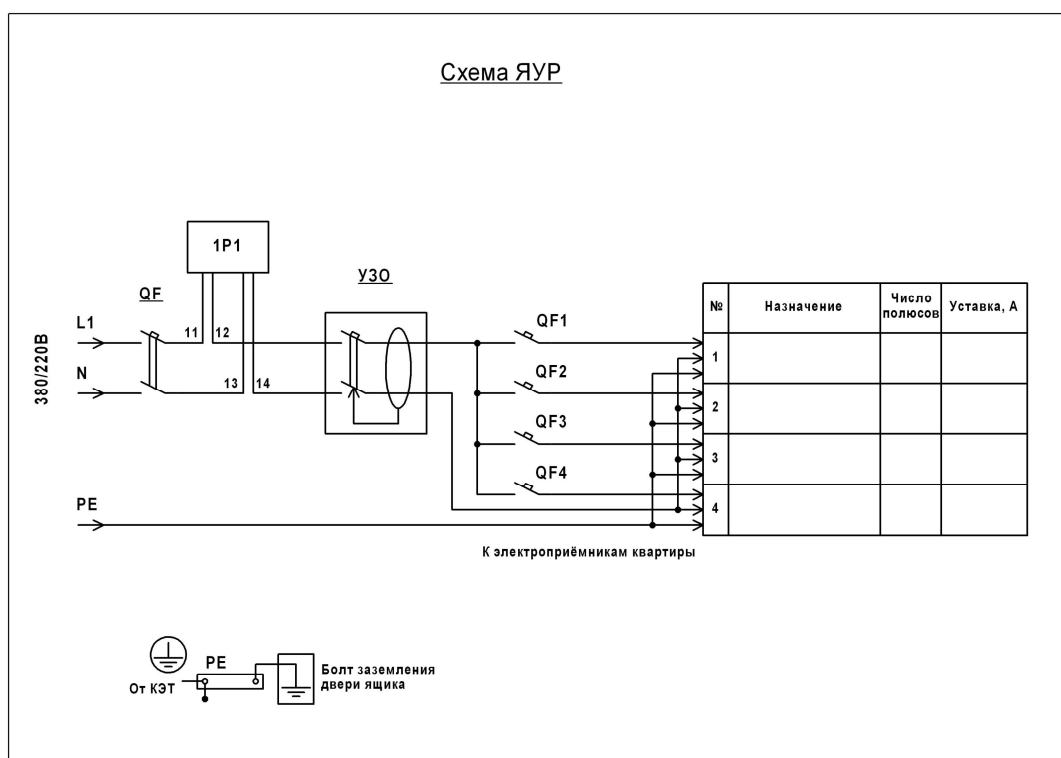 Схема ЯУР
1Р1
УЗО
QF
L1
11 12
N
13 14
380/220В
PE
QF1
QF2
QF3
QF4
№ Назначение Число полюсов Уставка, А
1
2
3
4
К электроприёмникам квартиры
PE
От КЭТ
Болт заземления
двери ящика